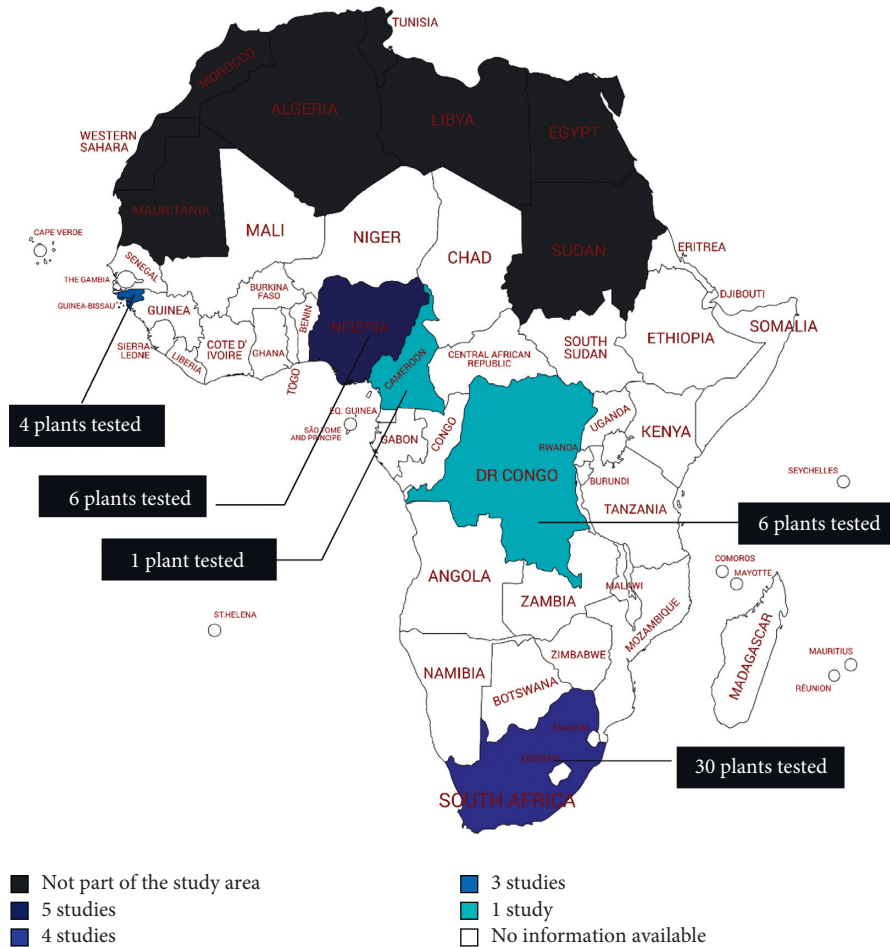 TUNISIA
MOROCCO
ALGERIA
LIBYA
EGYPT
WESTERN
SAHARA
MAURITANIA
MALI
NIGER
CHAD
SUDAN
CAPE VERDE
SENEGAL
ERITREA
THE GAMBIA
BURKINA
FASO
DJIBOUTI
GUINEA-BISSAU
GUINEA
BENIN
NIGERIA
SOMALIA
SIERRA
LEONE
LIBERIA
COTE D'
IVOIRE
GHANA
TOGO
CAMEROON
CENTRAL AFRICAN
REPUBLIC
SOUTH
SUDAN
ETHIOPIA
4 plants tested
EQ. GUINEA
SÃO TOMÉ
AND PRINCIPE
GABON
CONGO
UGANDA
KENYA
RWANDA
DR CONGO
BURUNDI
SEYCHELLES
6 plants tested
TANZANIA
6 plants tested
1 plant tested
COMOROS
MAYOTTE
ANGOLA
MALAWI
ZAMBIA
ST.HELENA
MOZAMBIQUE
MADAGASCAR
ZIMBABWE
MAURITIUS
NAMIBIA
BOTSWANA
RÉUNION
LESOTHO
30 plants tested
SOUTH AFRICA
Not part of the study area
5 studies
4 studies
3 studies
1 study
No information available